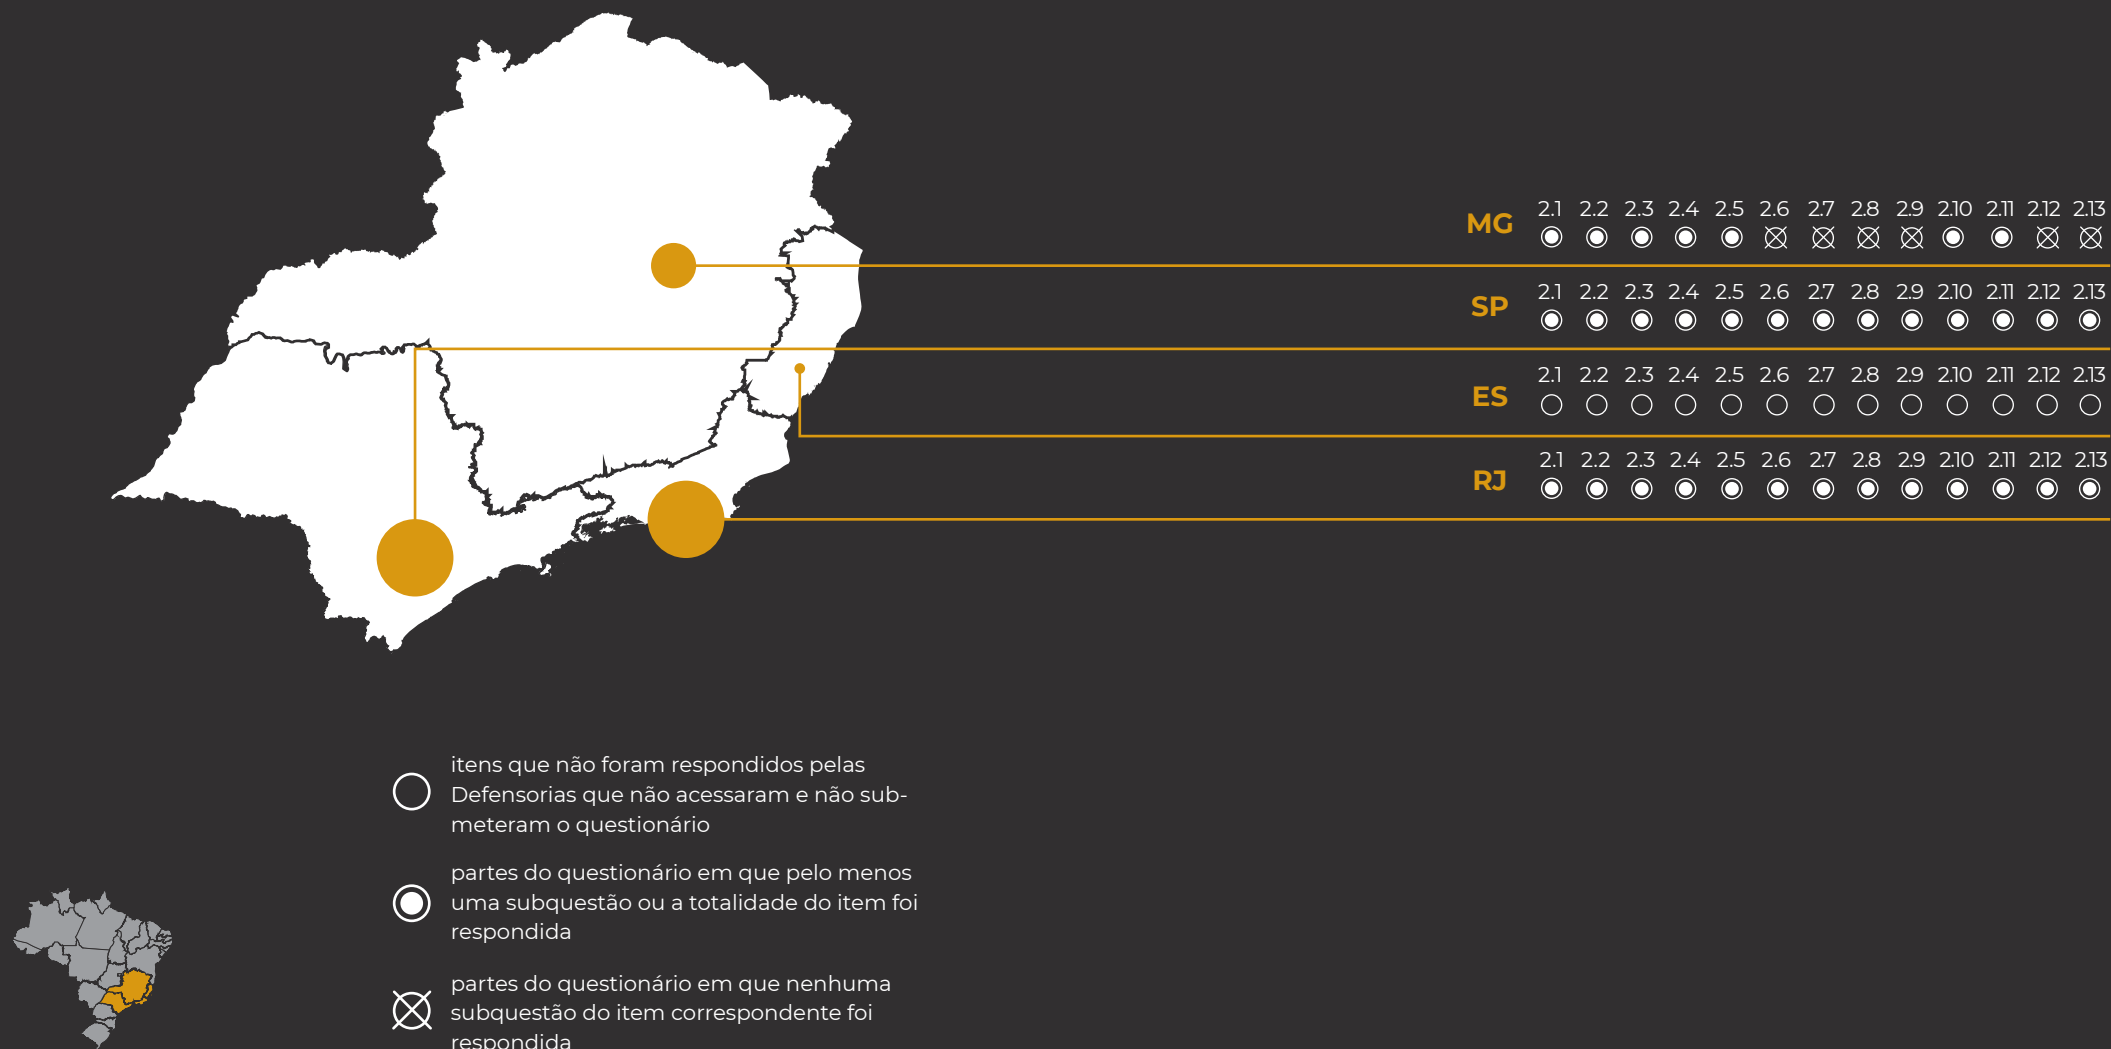 2.1 2.2 2.3 2.4 2.5 2.6 2.7 2.8 2.9 2.10 2.11 2.12 2.13
MG
2.1 2.2 2.3 2.4 2.5 2.6 2.7 2.8 2.9 2.10 2.11 2.12 2.13
SP
2.1 2.2 2.3 2.4 2.5 2.6 2.7 2.8 2.9 2.10 2.11 2.12 2.13
ES
2.1 2.2 2.3 2.4 2.5 2.6 2.7 2.8 2.9 2.10 2.11 2.12 2.13
RJ
itens que não foram respondidos pelas
Defensorias que não acessaram e não sub-
meteram o questionário
partes do questionário em que pelo menos
uma subquestão ou a totalidade do item foi
respondida
partes do questionário em que nenhuma
subquestão do item correspondente foi
respondida